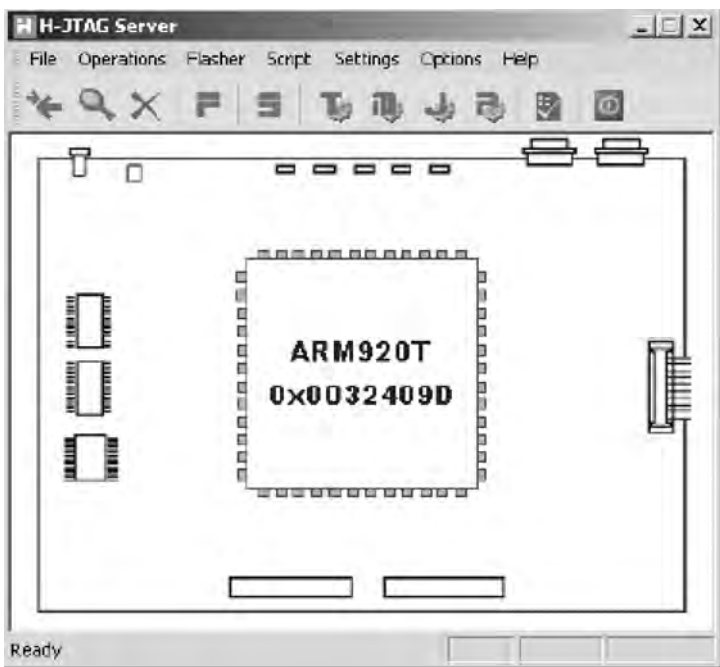 H-JTAG Server
File Operations Flasher Script Settings Options Help
ARM920T
0x0032409D
Ready